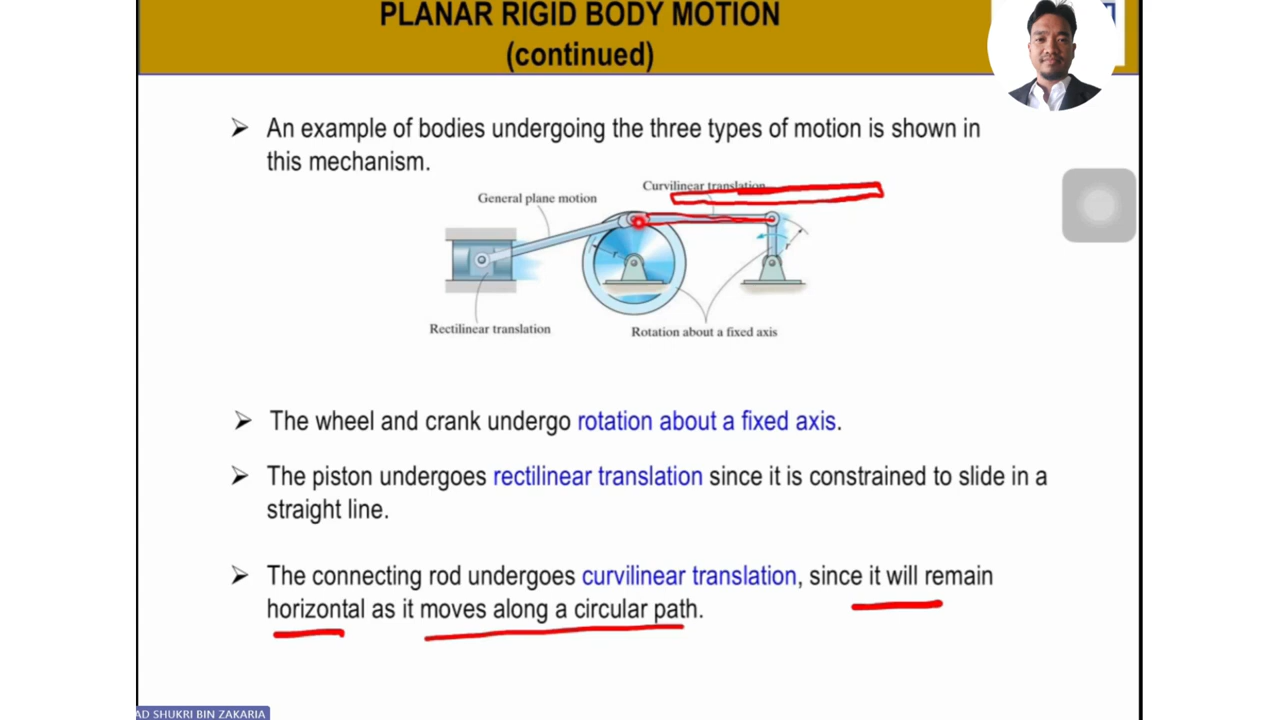 PLANAR RIGID BODY MOTION
(continued)
➢ An example of bodies undergoing the three types of motion is shown in
this mechanism.
Curvilinear translation
General plane motion
r
r
Rectilinear translation
Rotation about a fixed axis
➢ The wheel and crank undergo rotation about a fixed axis.
➢ The piston undergoes rectilinear translation since it is constrained to slide in a
straight line.
➢ The connecting rod undergoes curvilinear translation, since it will remain
horizontal as it moves along a circular path.
AD SHUKRI BIN ZAKARIA